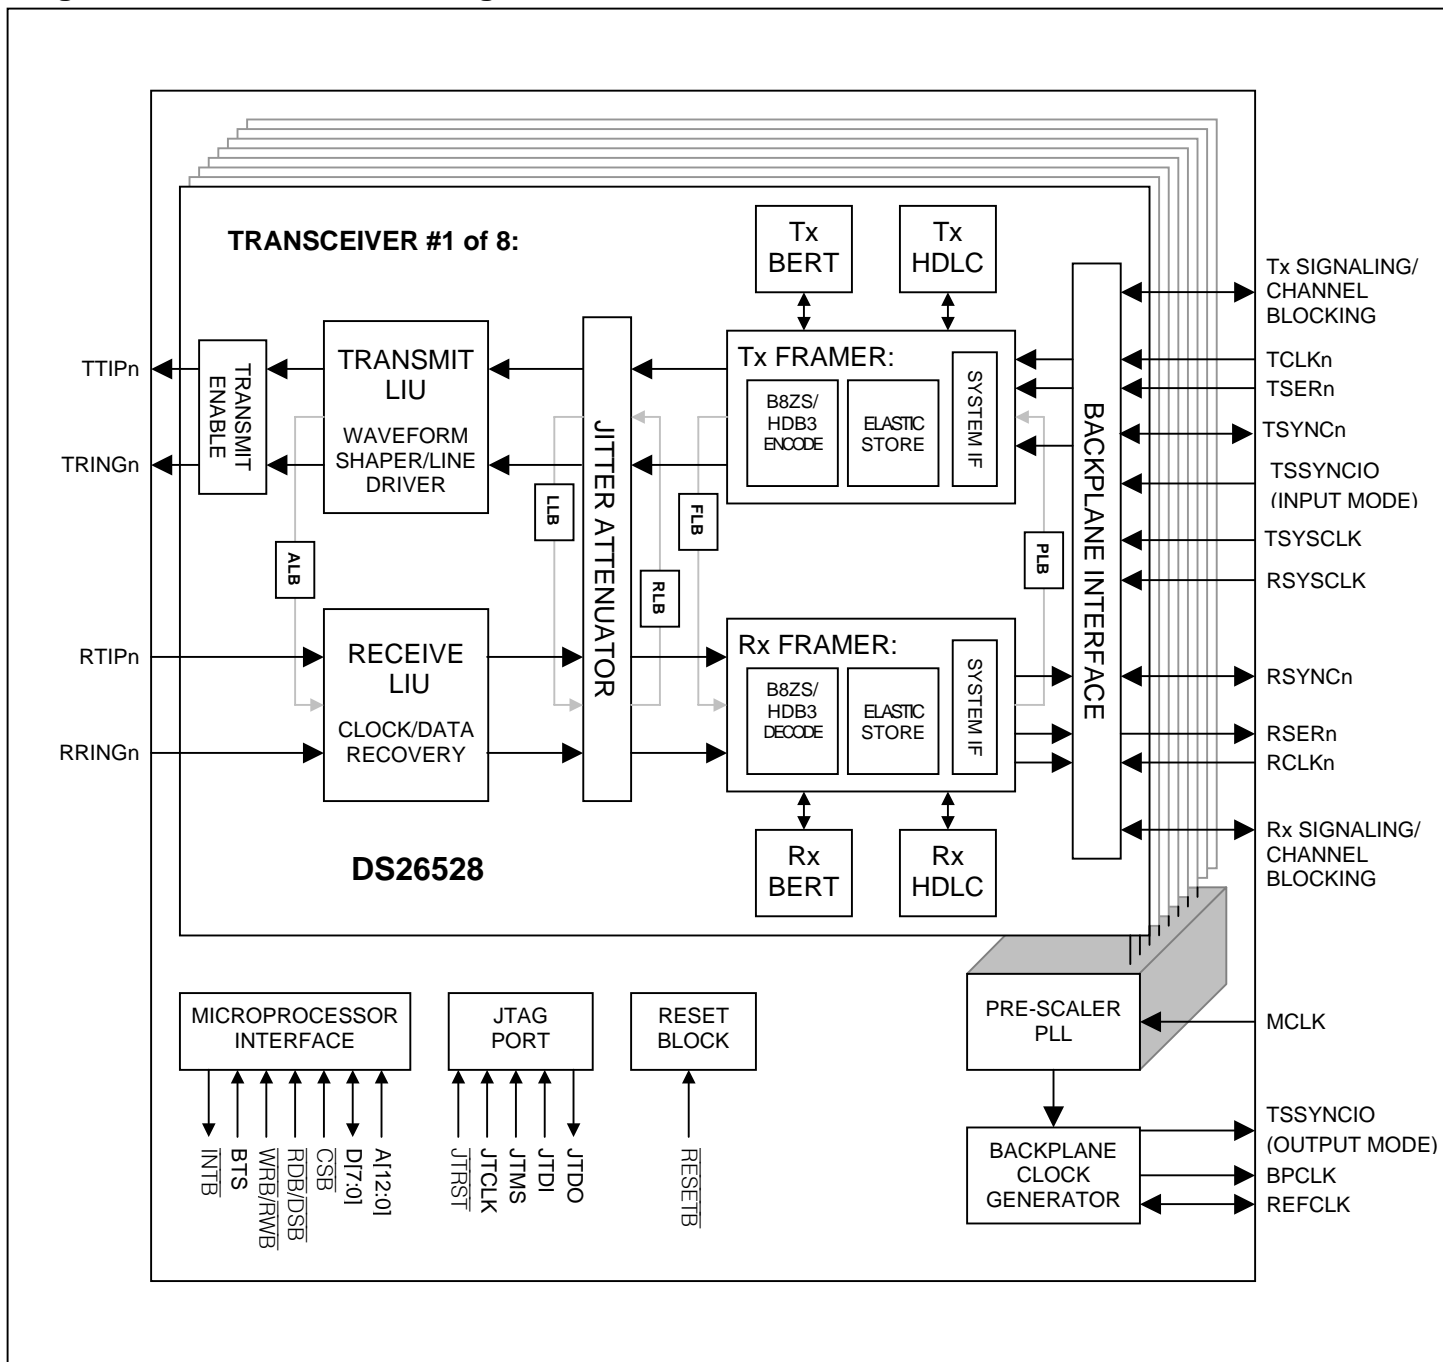 TRANSCEIVER #1 of 8:
Tx
BERT
Tx
HDLC
Tx SIGNALING/
CHANNEL
BLOCKING
TTIPn
TRANSMIT
ENABLE
TRANSMIT
LIU
WAVEFORM
SHAPER/LINE
DRIVER
TRINGn
JITTER ATTENUATOR
Tx FRAMER:
B8ZS/
HDB3
ENCODE
ELASTIC
STORE
SYSTEM IF
BACKPLANE INTERFACE
TCLKn
TSERn
TSYNCn
TSSYNCIO
(INPUT MODE)
TSYSCLK
RSYSCLK
ALB
LLB
RLB
FLB
PLB
RTIPn
RECEIVE
LIU
CLOCK/DATA
RECOVERY
RRINGn
Rx FRAMER:
B8ZS/
HDB3
DECODE
ELASTIC
STORE
SYSTEM IF
RSYNCn
RSERn
RCLKn
Rx SIGNALING/
CHANNEL
BLOCKING
DS26528
Rx
BERT
Rx
HDLC
MICROPROCESSOR
INTERFACE
JTAG
PORT
RESET
BLOCK
PRE-SCALER
PLL
MCLK
INTB
BTS
WRB/RWB
RDB/DSB
CSB
D[7:0]
A[12:0]
JTRST
JTCLK
JTMS
JTDI
JTDO
RESETB
BACKPLANE
CLOCK
GENERATOR
TSSYNCIO
(OUTPUT MODE)
BPCLK
REFCLK